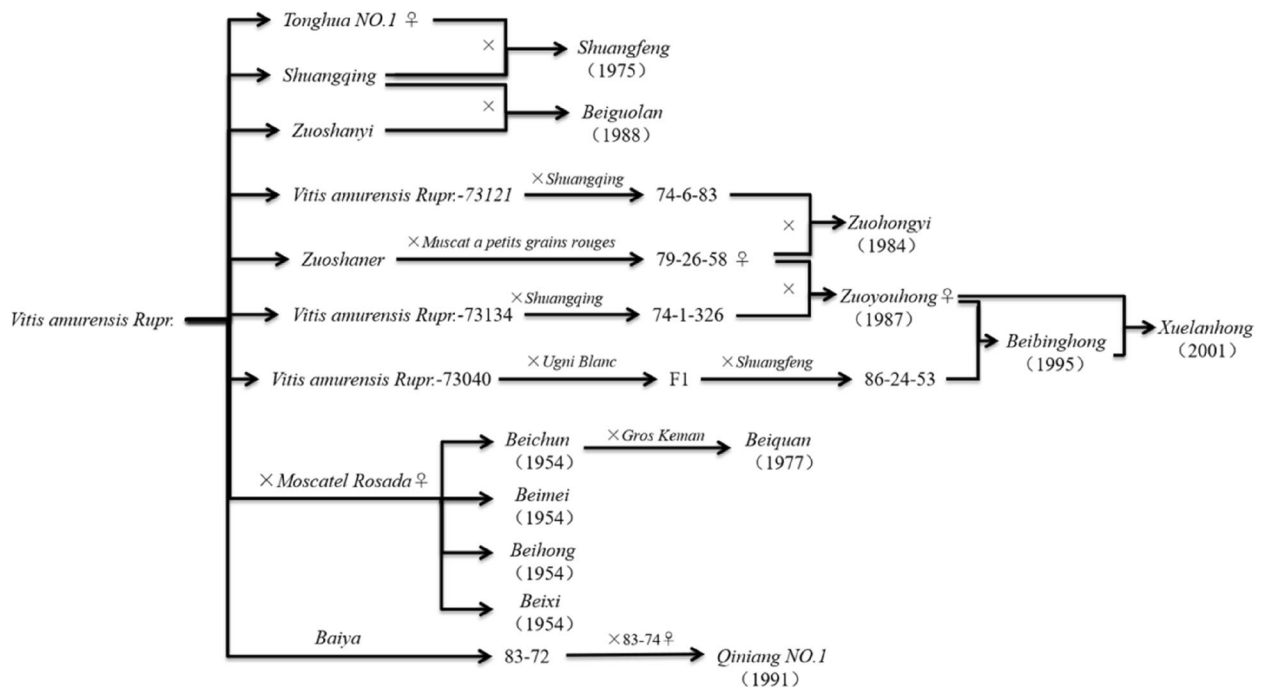 Tonghua NO.1 ♀
×
Shuangfeng
（1975）
Shuangqing
×
Beiguolan
（1988）
Zuoshanyi
Vitis amurensis Rupr.-73121
×Shuangqing
74-6-83
×
Zuohongyi
（1984）
Zuoshaner
×Muscat a petits grains rouges
79-26-58 ♀
×
Zuoyouhong♀
（1987）
Vitis amurensis Rupr.-73134
×Shuangqing
74-1-326
Vitis amurensis Rupr.
Beibinghong
（1995）
Xuelanhong
（2001）
Vitis amurensis Rupr.-73040
×Ugni Blanc
F1
×Shuangfeng
86-24-53
×Moscatel Rosada♀
Beichun
（1954）
×Gros Keman
Beiquan
（1977）
Beimei
（1954）
Beihong
（1954）
Beixi
（1954）
Baiya
83-72
×83-74♀
Qiniang NO.1
（1991）